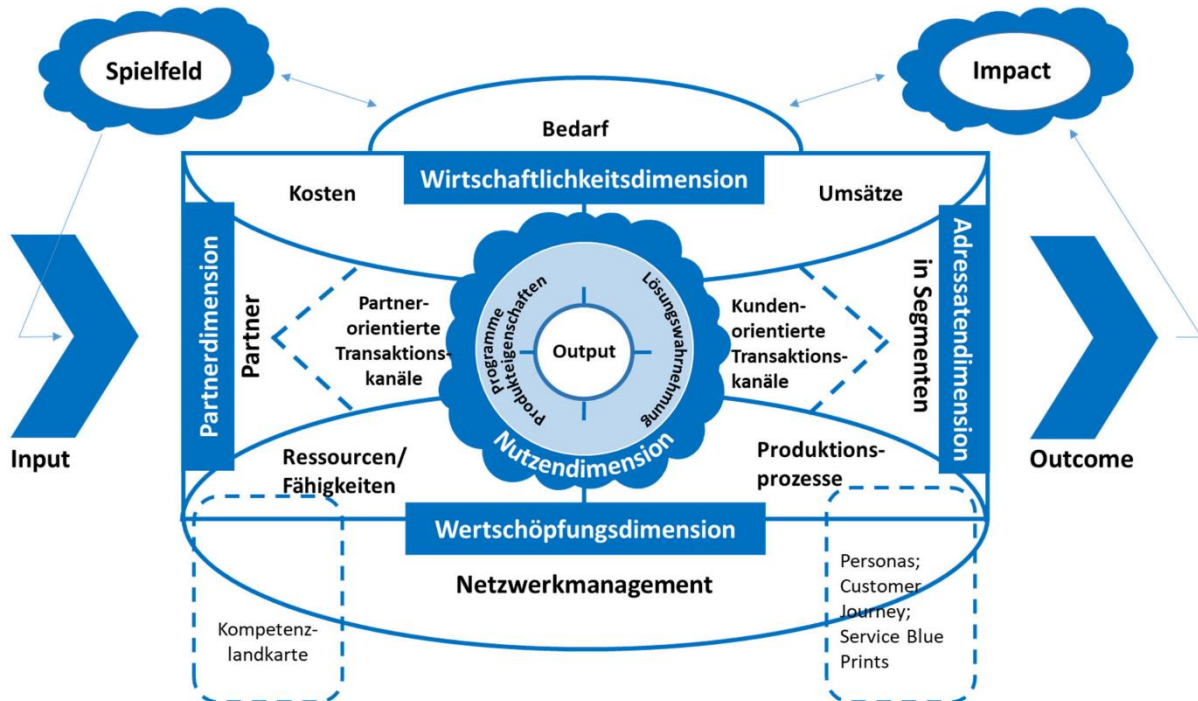 Spielfeld
Impact
Bedarf
Wirtschaftlichkeitsdimension
Kosten
Umsätze
Partnerdimension
Partner
Partner-
orientierte
Transaktions-
kanäle
Programme
Produkteigenschaften
Output
Lösungswahrnehmung
Nutzendimension
Kunden-
orientierte
Transaktions-
kanäle
in Segmenten
Adressatendimension
Input
Outcome
Ressourcen/
Fähigkeiten
Produktions-
prozesse
Wertschöpfungsdimension
Netzwerkmanagement
Kompetenz-
landkarte
Personas;
Customer
Journey;
Service Blue
Prints